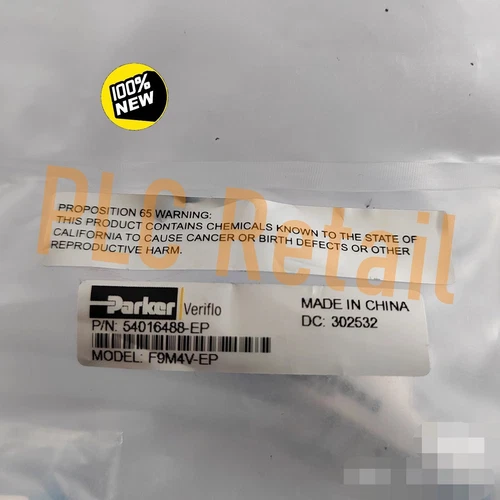 100%
NEW
PLC Retail
PROPOSITION 65 WARNING:
THIS PRODUCT CONTAINS CHEMICALS KNOWN TO THE STATE OF
CALIFORNIA TO CAUSE CANCER OR BIRTH DEFECTS OR OTHER
REPRODUCTIVE HARM.
Parker Veriflo
MADE IN CHINA
P/N: 54016488-EP
DC: 302532
MODEL: F9M4V-EP